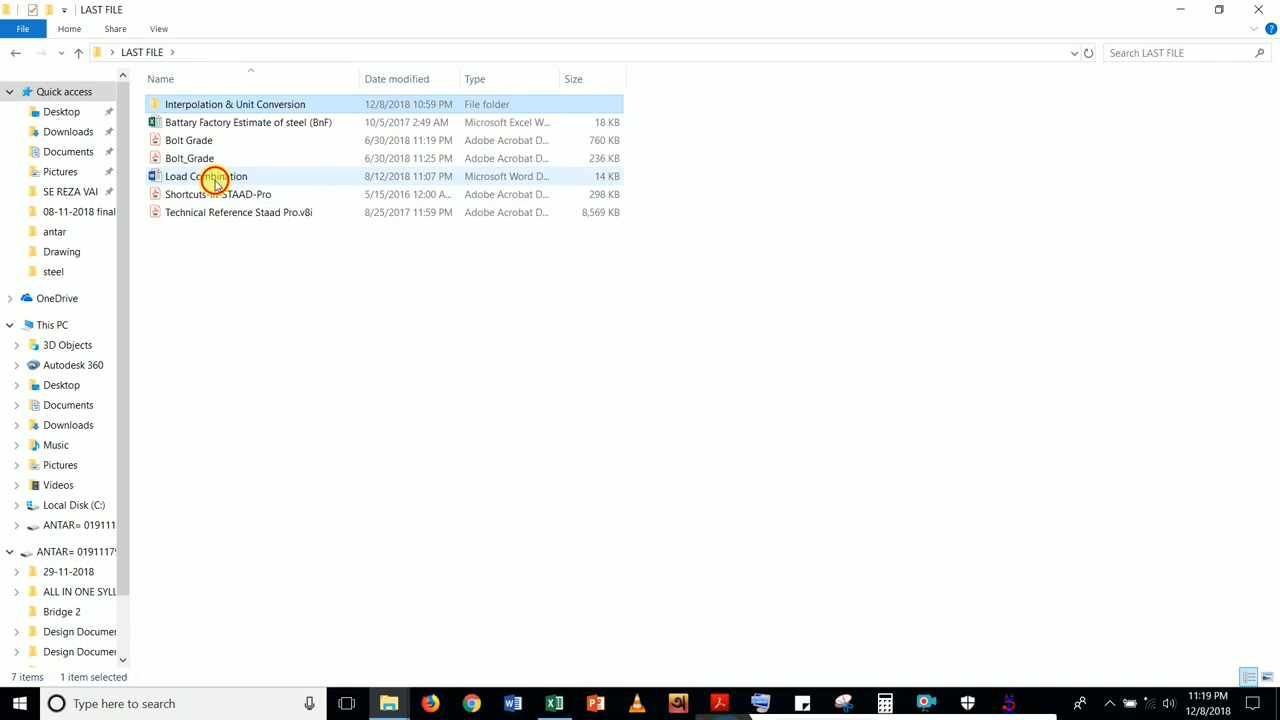 LAST FILE
File Home Share View
LAST FILE Search LAST FILE
Name Date modified Type Size
Quick access
Desktop
Downloads
Documents
Pictures
SE REZA VAI
08-11-2018 final
antar
Drawing
steel
OneDrive
This PC
3D Objects
Autodesk 360
Desktop
Documents
Downloads
Music
Pictures
Videos
Local Disk (C:)
ANTAR= 019111
ANTAR= 01911179
29-11-2018
ALL IN ONE SYLL
Bridge 2
Design Documen
Design Documen
Interpolation & Unit Conversion 12/8/2018 10:59 PM File folder
Battary Factory Estimate of steel (BnF) 10/5/2017 2:49 AM Microsoft Excel W... 18 KB
Bolt Grade 6/30/2018 11:19 PM Adobe Acrobat D... 760 KB
Bolt_Grade 6/30/2018 11:25 PM Adobe Acrobat D... 236 KB
Load Combination 8/12/2018 11:07 PM Microsoft Word D... 14 KB
Shortcuts-in-STAAD-Pro 5/15/2016 12:00 A... Adobe Acrobat D... 298 KB
Technical Reference Staad Pro.v8i 8/25/2017 11:59 PM Adobe Acrobat D... 8,569 KB
7 items 1 item selected
Type here to search
11:19 PM
12/8/2018